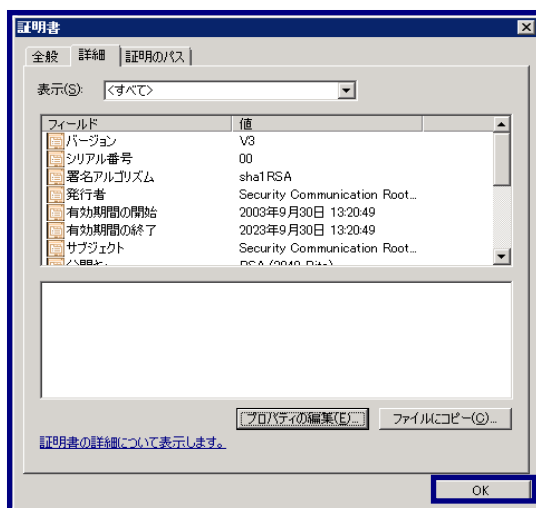 証明書
全般 詳細 証明のパス
表示(S): <すべて>
フィールド 値
バージョン V3
シリアル番号 00
署名アルゴリズム sha1RSA
発行者 Security Communication Root...
有効期間の開始 2003年9月30日 13:20:49
有効期間の終了 2023年9月30日 13:20:49
サブジェクト Security Communication Root...
プロパティの編集(E)... ファイルにコピー(C)...
証明書の詳細について表示します。
OK